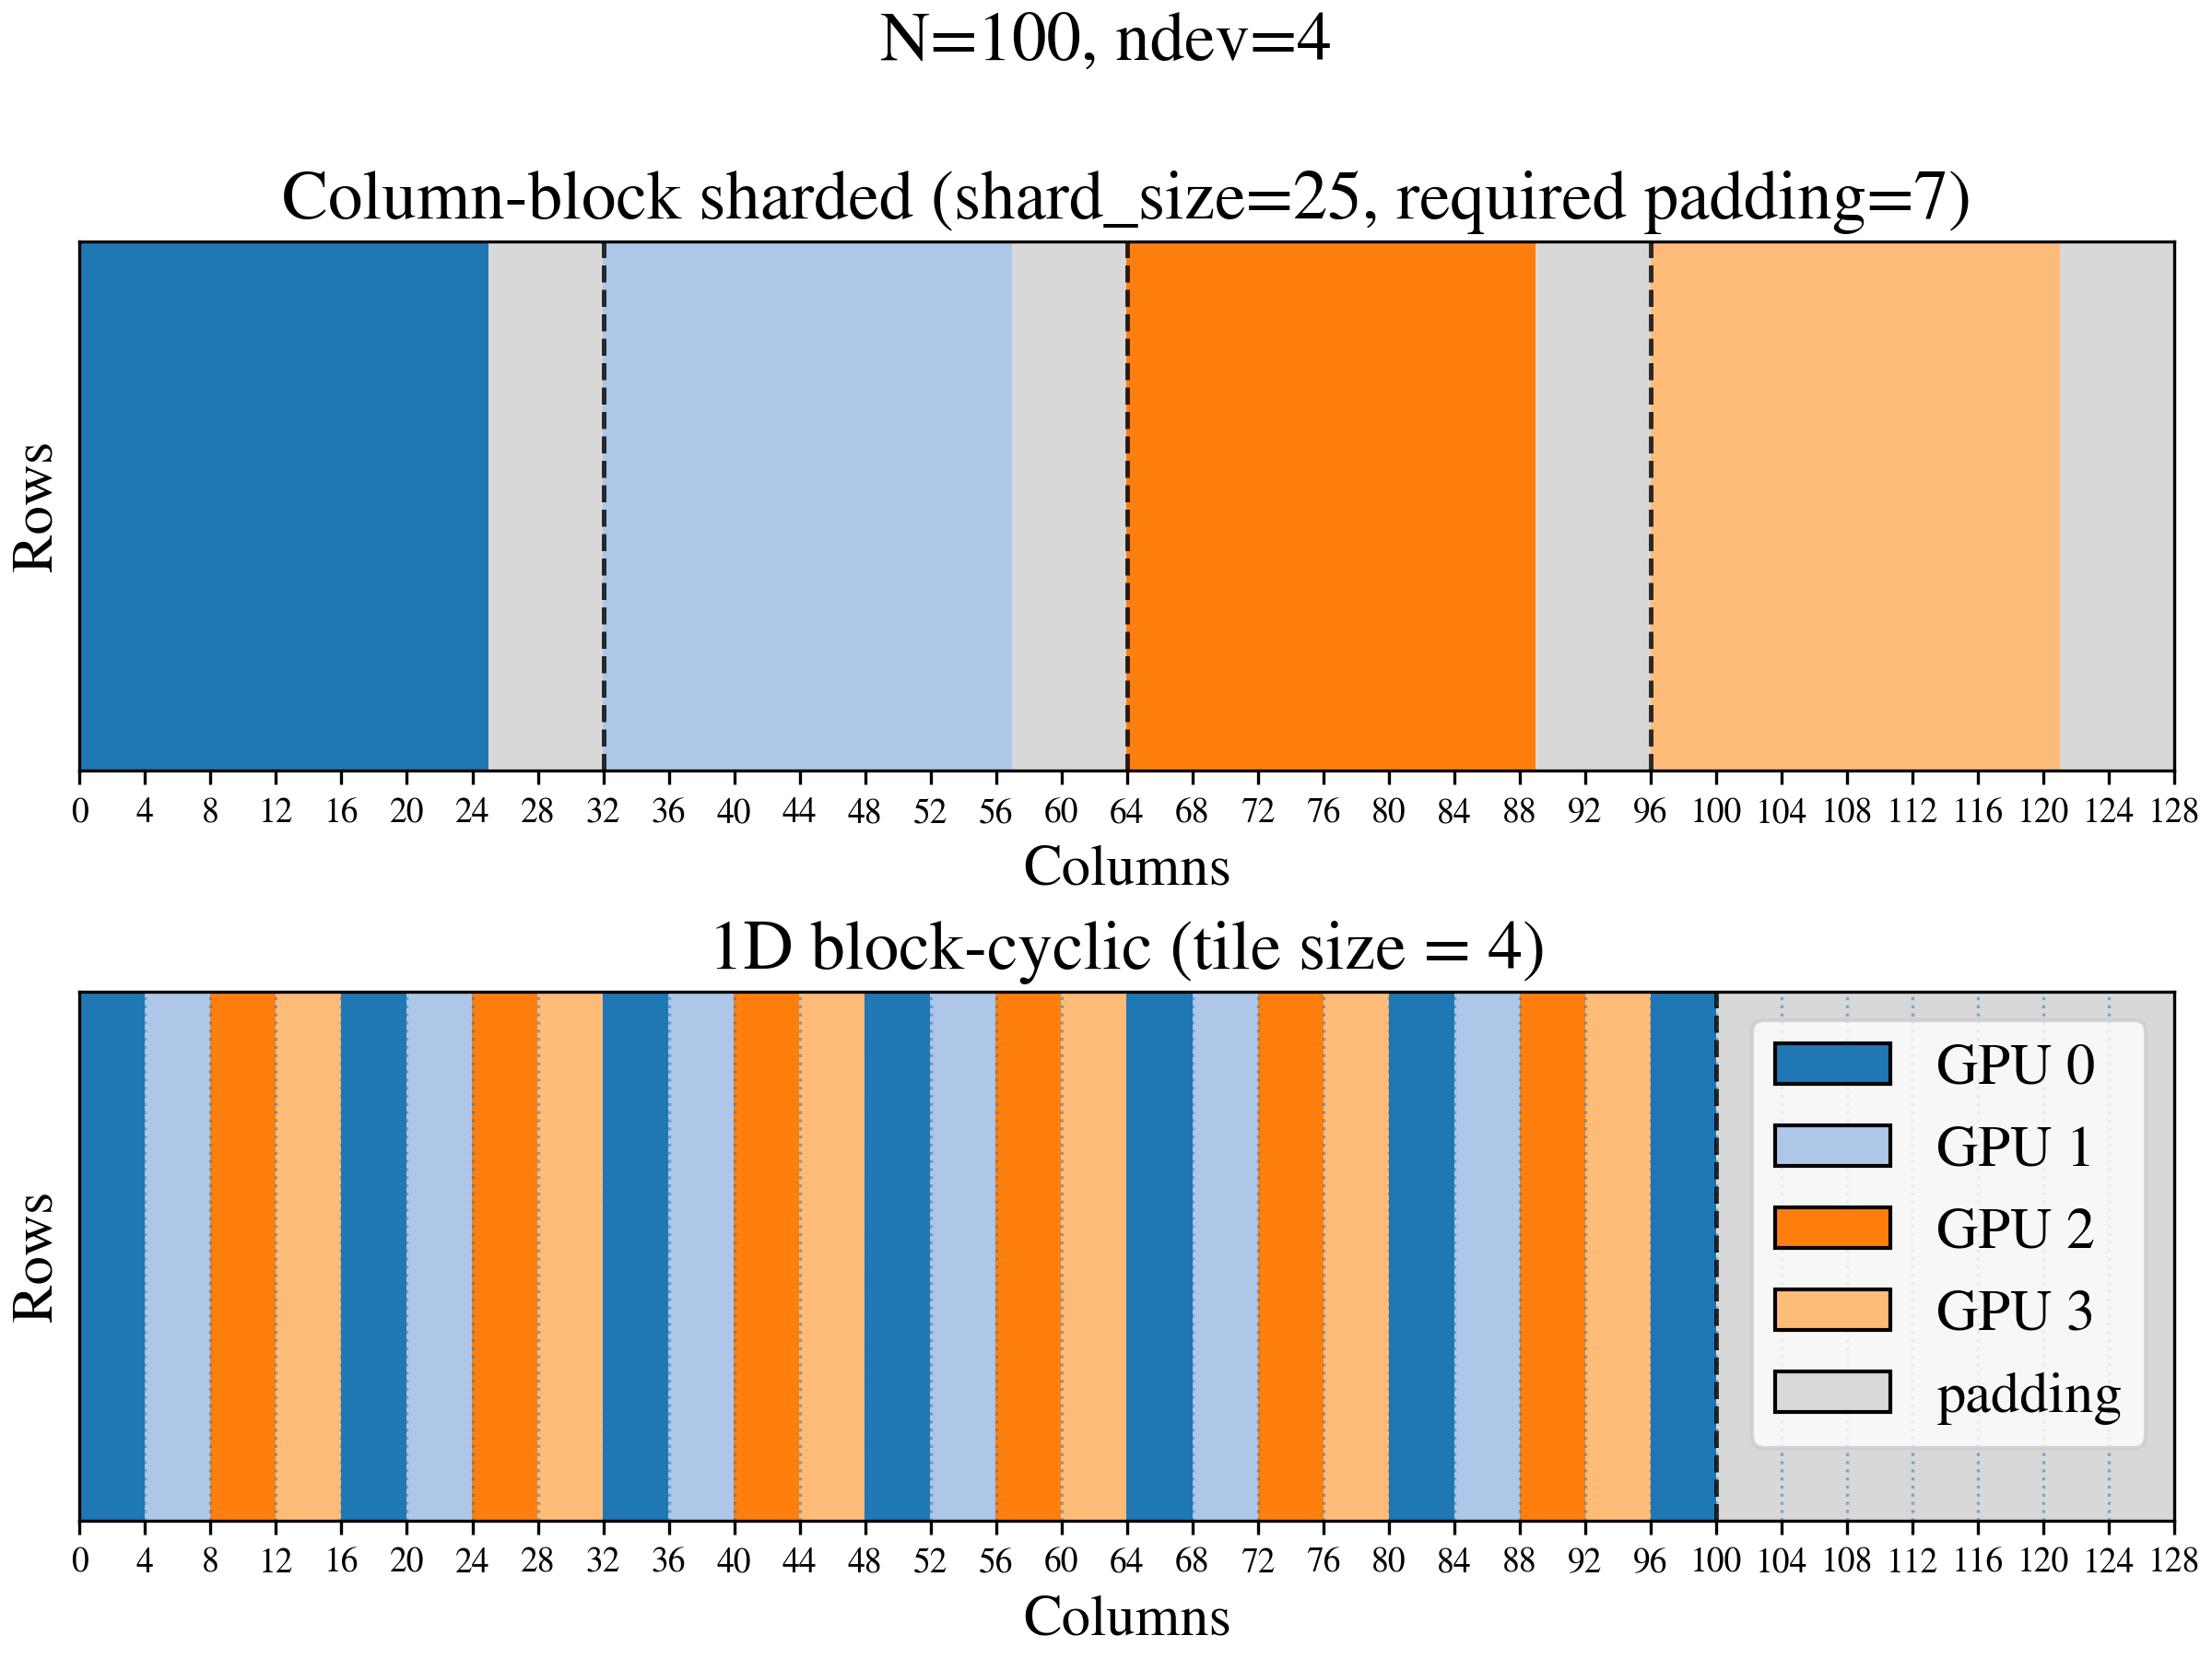 N=100, ndev=4
Column-block sharded (shard_size=25, required padding=7)
Rows
0 4 8 12 16 20 24 28 32 36 40 44 48 52 56 60 64 68 72 76 80 84 88 92 96 100 104 108 112 116 120 124 128
Columns
1D block-cyclic (tile size = 4)
Rows
GPU 0
GPU 1
GPU 2
GPU 3
padding
0 4 8 12 16 20 24 28 32 36 40 44 48 52 56 60 64 68 72 76 80 84 88 92 96 100 104 108 112 116 120 124 128
Columns